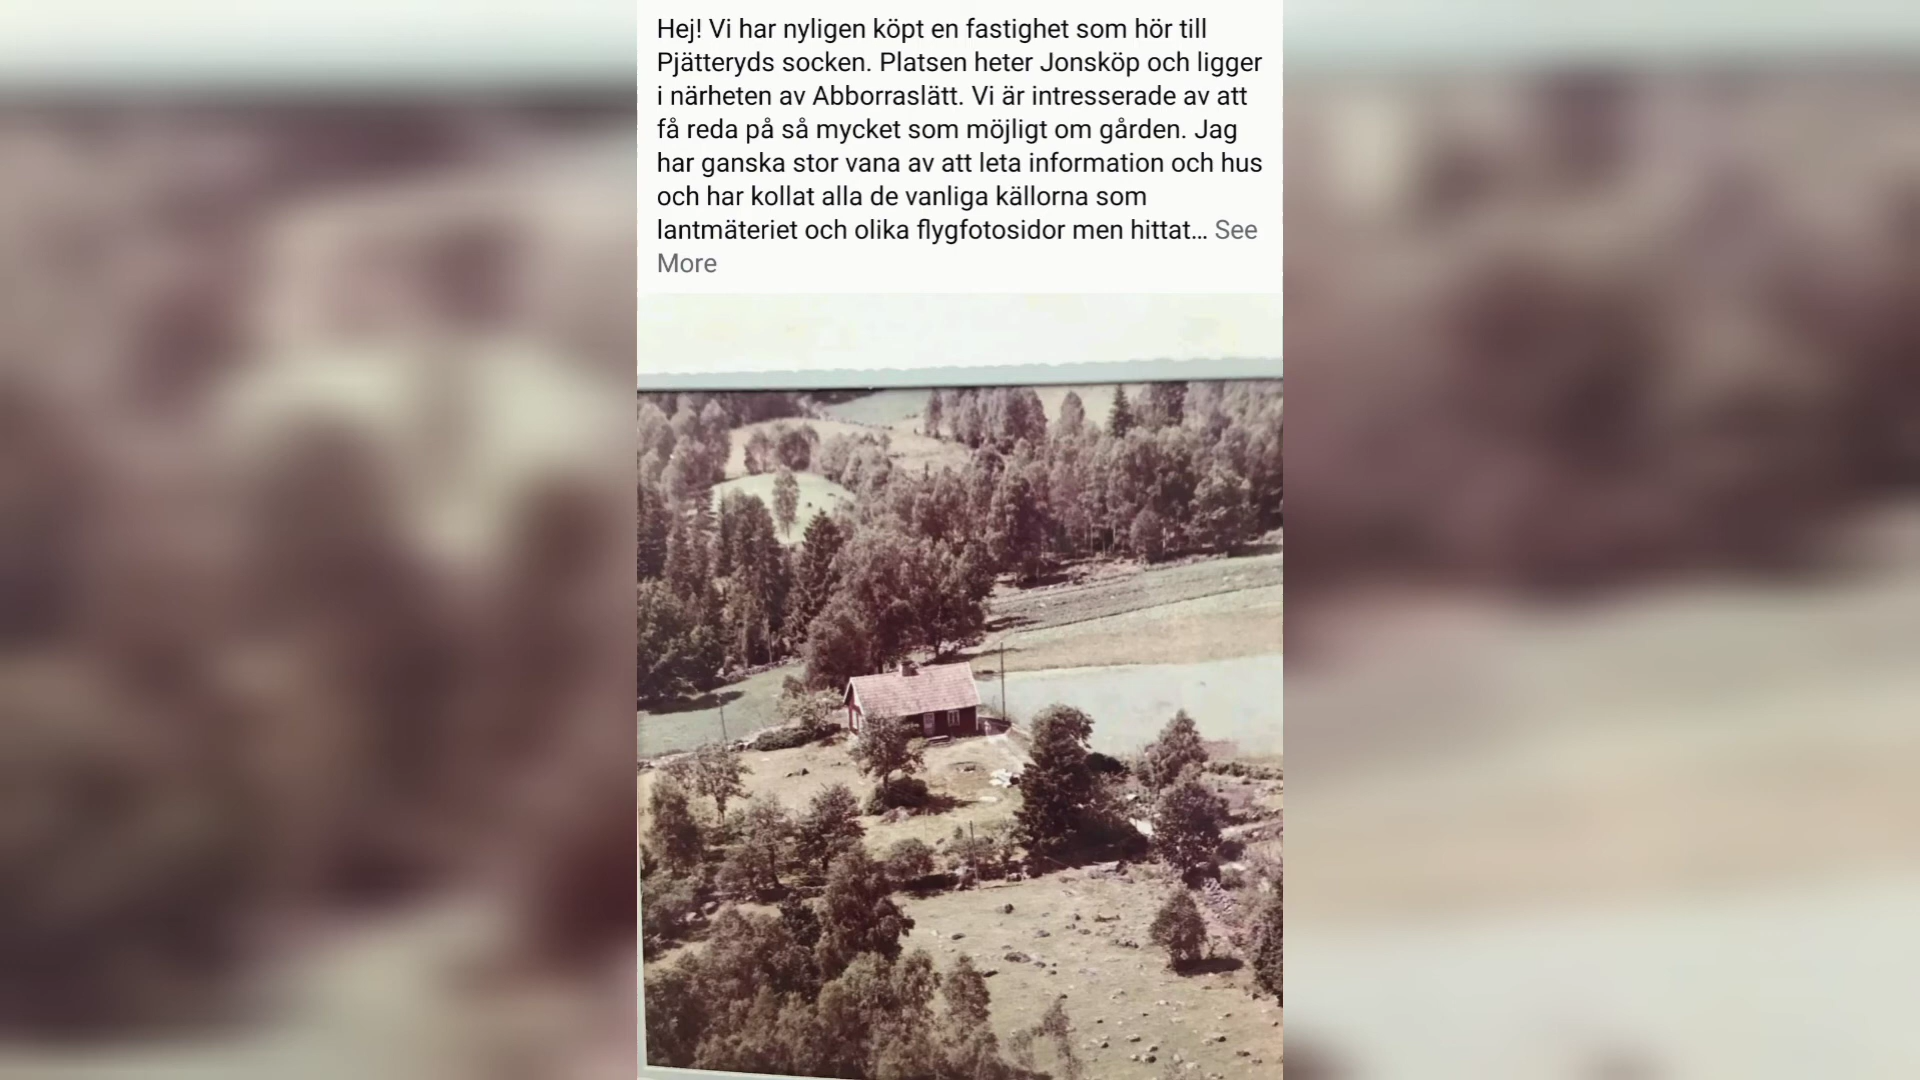 Hej! Vi har nyligen köpt en fastighet som hör till
Pjätteryds socken. Platsen heter Jonsköp och ligger
i närheten av Abborraslätt. Vi är intresserade av att
få reda på så mycket som möjligt om gården. Jag
har ganska stor vana av att leta information och hus
och har kollat alla de vanliga källorna som
lantmäteriet och olika flygfotosidor men hittat... See
More